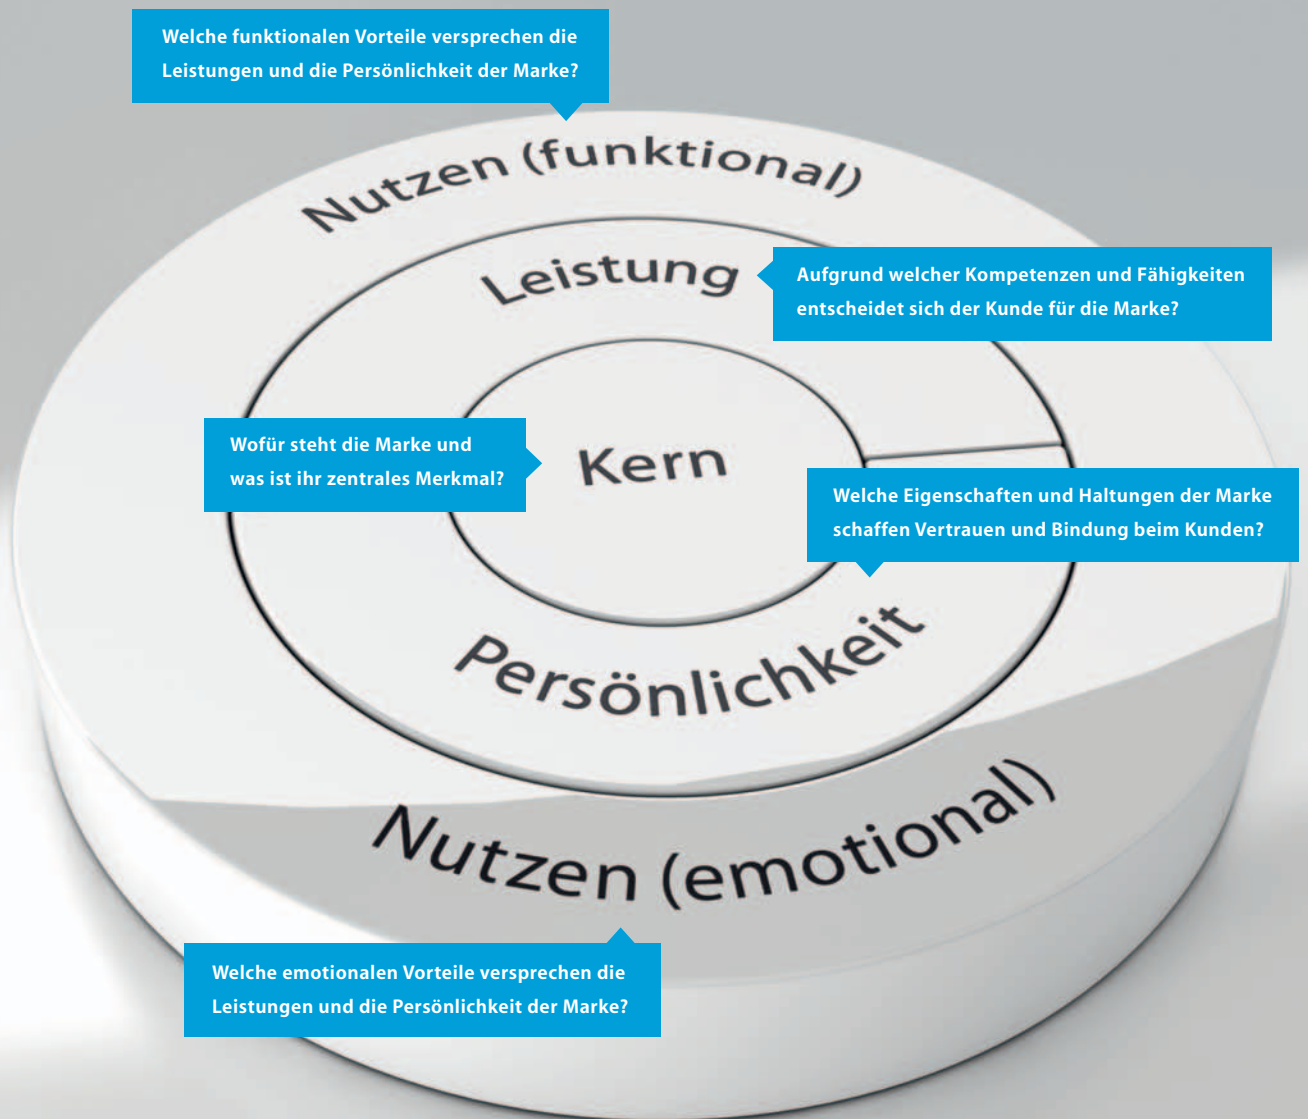 Welche funktionalen Vorteile versprechen die
Leistungen und die Persönlichkeit der Marke?
Nutzen (funktional)
Leistung
Aufgrund welcher Kompetenzen und Fähigkeiten
entscheidet sich der Kunde für die Marke?
Wofür steht die Marke und
was ist ihr zentrales Merkmal?
Kern
Welche Eigenschaften und Haltungen der Marke
schaffen Vertrauen und Bindung beim Kunden?
Persönlichkeit
Nutzen (emotional)
Welche emotionalen Vorteile versprechen die
Leistungen und die Persönlichkeit der Marke?